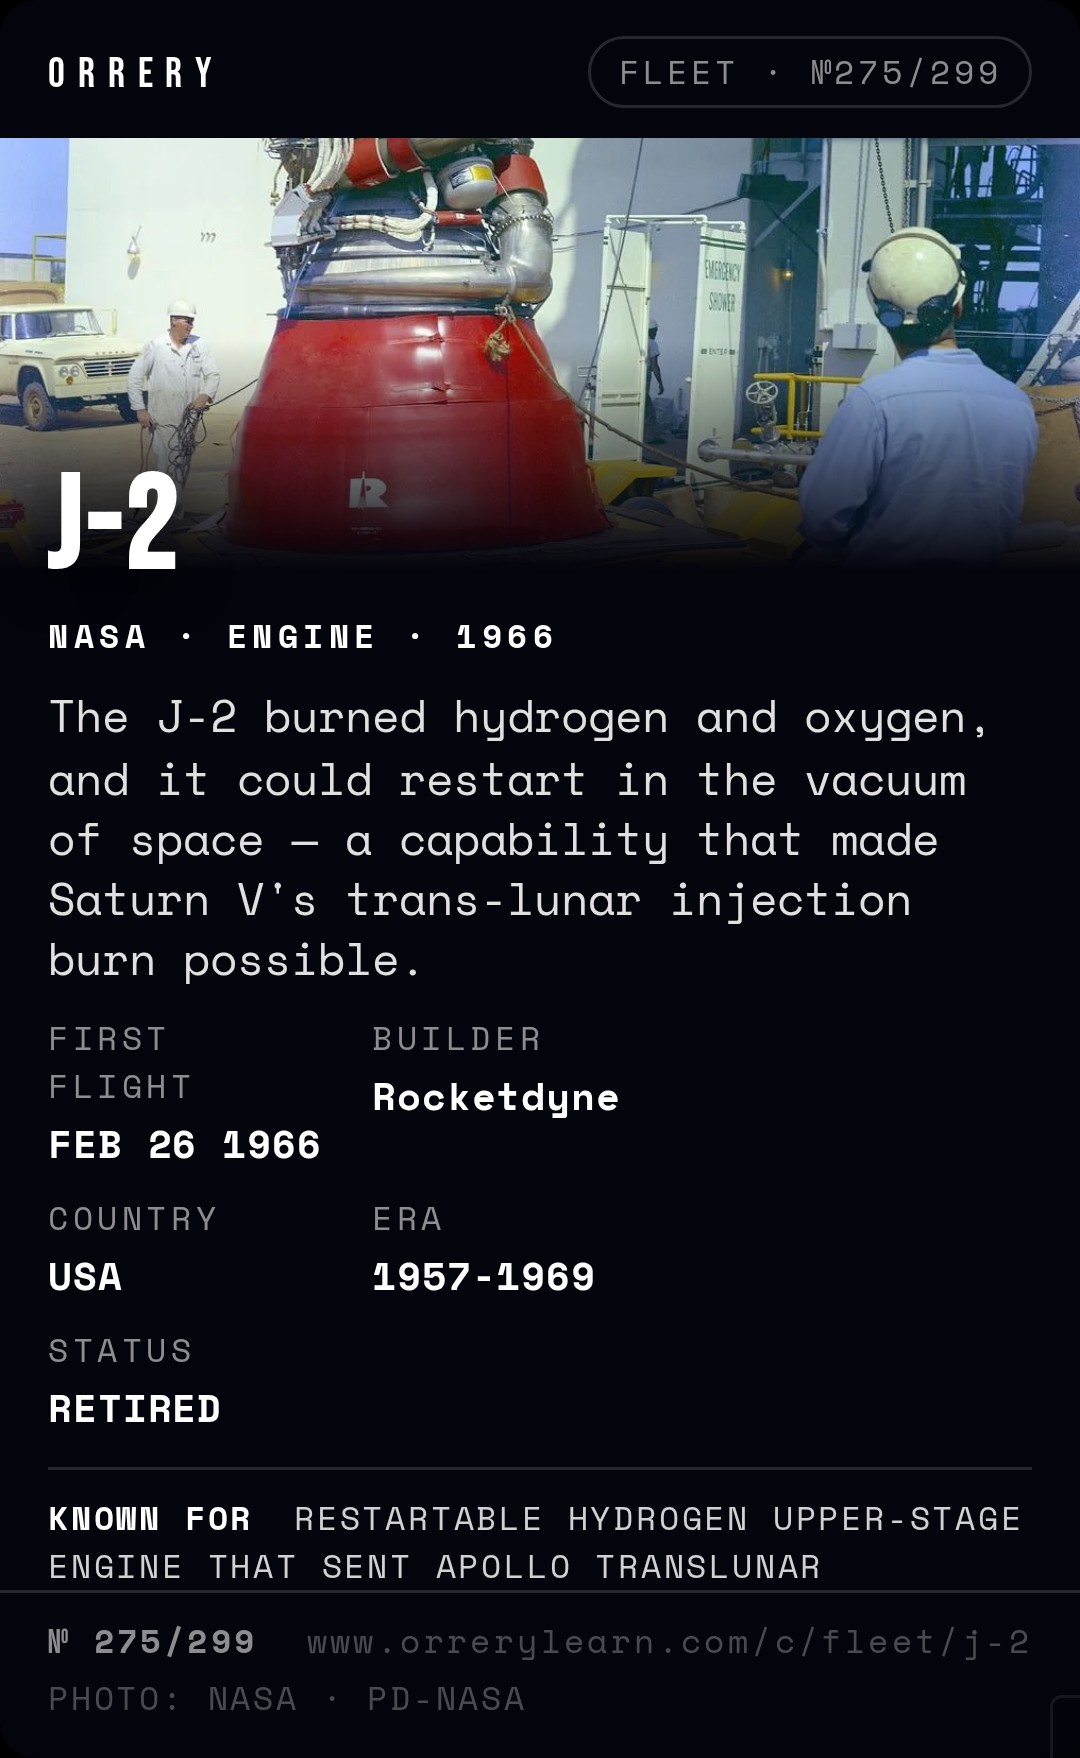 ORRERY
FLEET · №275/299
EMERGENCY
SHOWER
ENTER
J-2
NASA · ENGINE · 1966
The J-2 burned hydrogen and oxygen,
and it could restart in the vacuum
of space — a capability that made
Saturn V's trans-lunar injection
burn possible.
FIRST
FLIGHT
FEB 26 1966
BUILDER
Rocketdyne
COUNTRY
USA
ERA
1957-1969
STATUS
RETIRED
KNOWN FOR RESTARTABLE HYDROGEN UPPER-STAGE
ENGINE THAT SENT APOLLO TRANSLUNAR
№ 275/299 www.orrerylearn.com/c/fleet/j-2
PHOTO: NASA · PD-NASA